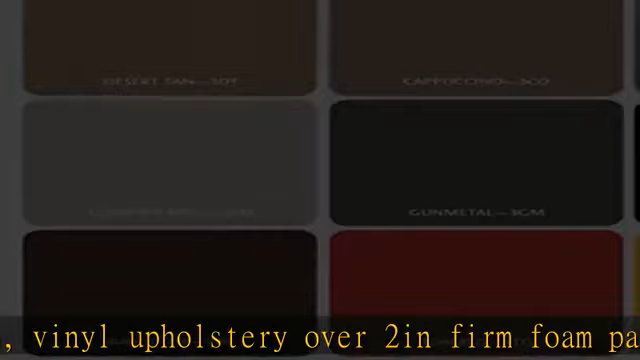 DESERT TAN—3DT
CAPPUCCINO—3CO
GUNMETAL—3GM
, vinyl upholstery over 2in firm foam pa